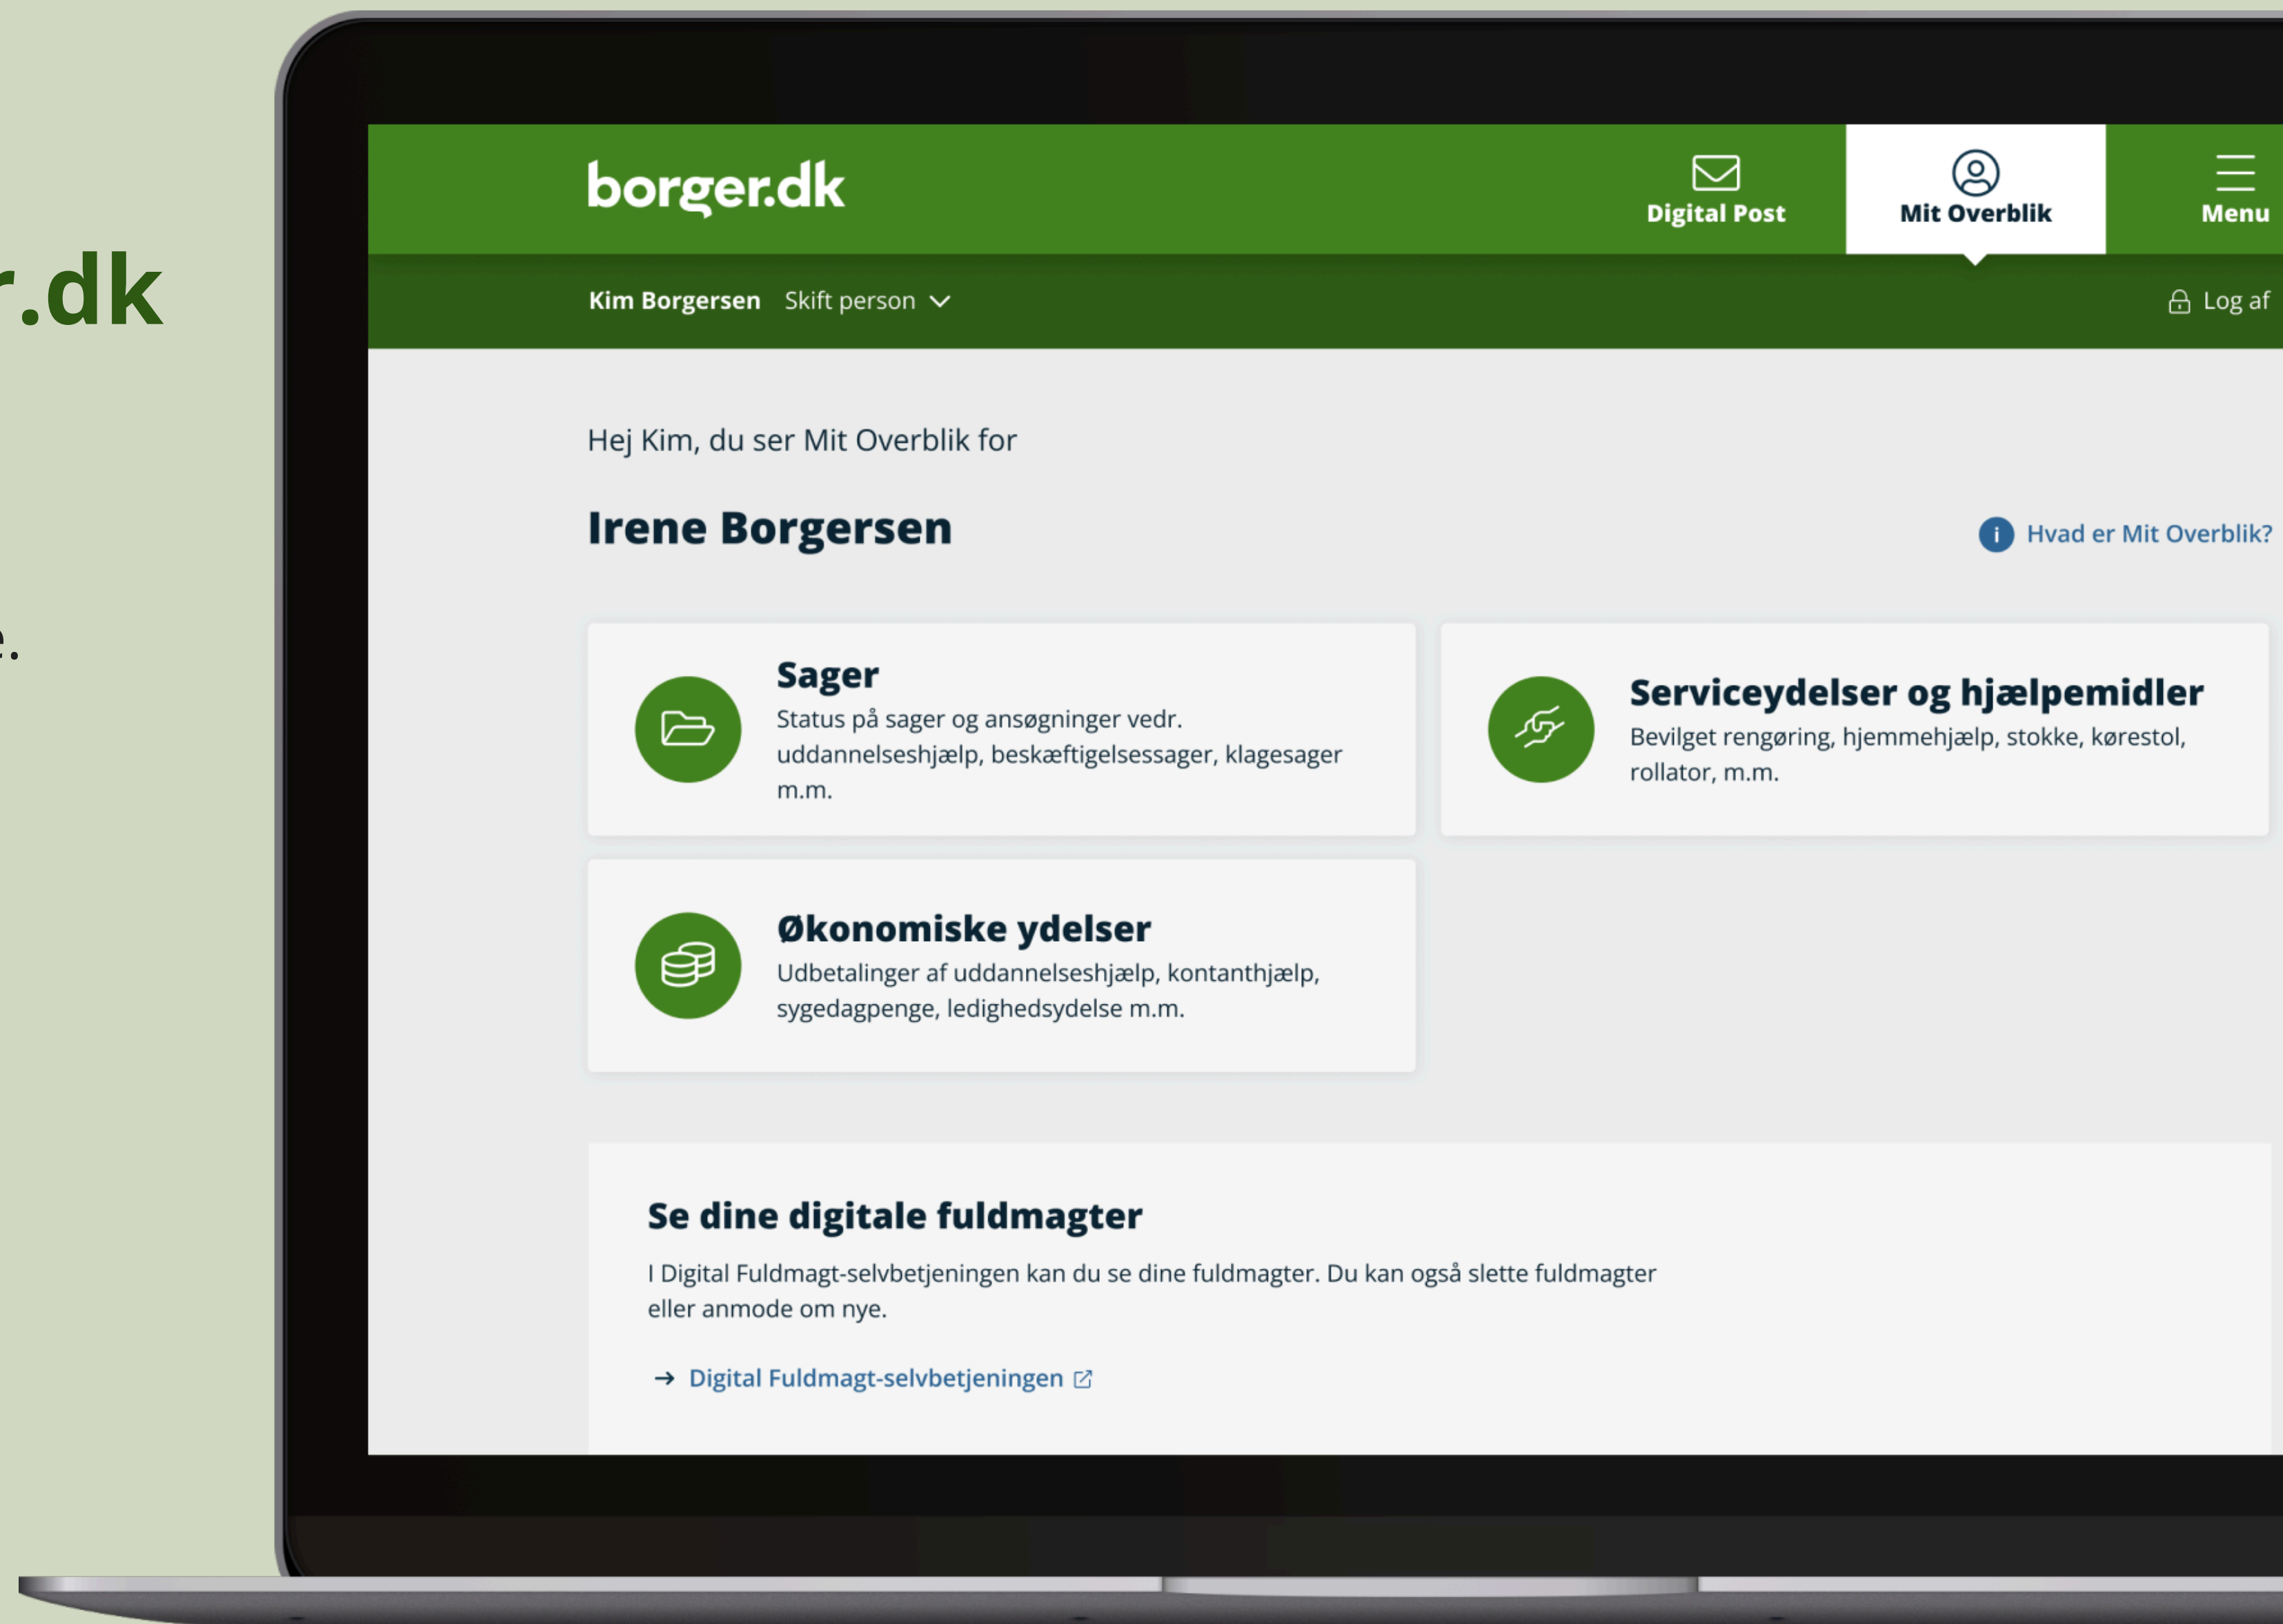 r.dk
e.
borger.dk
Digital Post
Mit Overblik
Menu
Kim Borgersen
Skift person
Log af
Hej Kim, du ser Mit Overblik for
Irene Borgersen
Hvad er Mit Overblik?
Sager
Status på sager og ansøgninger vedr.
uddannelseshjælp, beskæftigelsessager, klagesager
m.m.
Serviceydelser og hjælpemidler
Bevilget rengøring, hjemmehjælp, stokke, kørestol,
rollator, m.m.
Økonomiske ydelser
Udbetalinger af uddannelseshjælp, kontanthjælp,
sygedagpenge, ledighedsydelse m.m.
Se dine digitale fuldmagter
I Digital Fuldmagt-selvbetjeningen kan du se dine fuldmagter. Du kan også slette fuldmagter
eller anmode om nye.
Digital Fuldmagt-selvbetjeningen